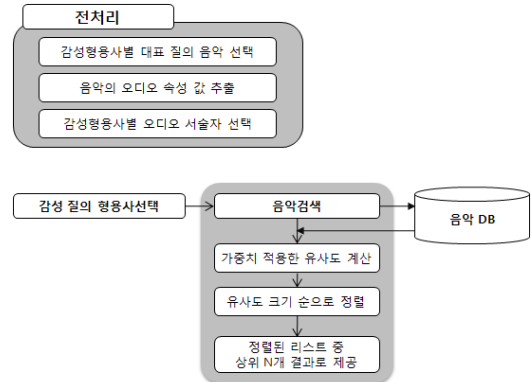 전처리
감성형용사별 대표 질의 음악 선택
음악의 오디오 속성 값 추출
감성형용사별 오디오 서술자 선택
감성 질의 형용사선택
음악검색
음악 DB
가중치 적용한 유사도 계산
유사도 크기 순으로 정렬
정렬된 리스트 중
상위 N개 결과로 제공